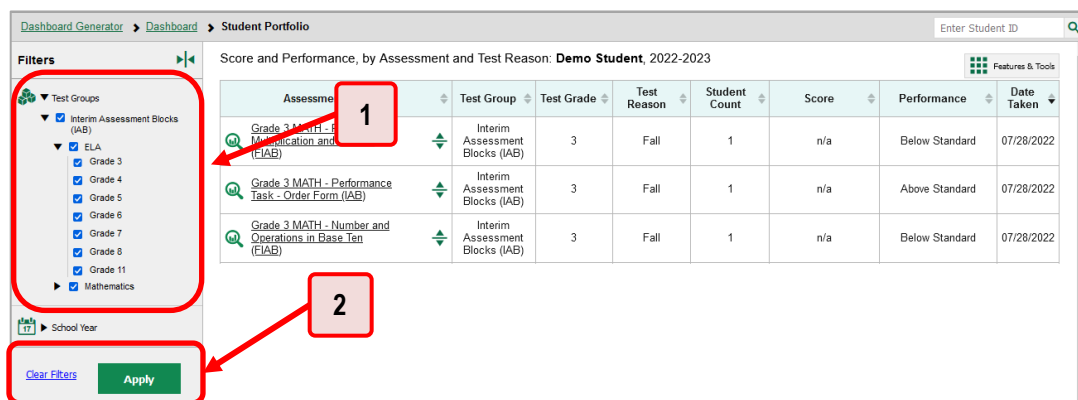 Dashboard Generator Dashboard Student Portfolio
Enter Student ID
Filters
Test Groups
Interim Assessment Blocks
(IAB)
ELA
Grade 3
Grade 4
Grade 5
Grade 6
Grade 7
Grade 8
Grade 11
Mathematics
17 School Year
Clear Filters Apply
Score and Performance, by Assessment and Test Reason: Demo Student, 2022-2023
Features & Tools
Test Group Test Grade Test Reason Student Count Score Performance Date Taken
Grade 3 MATH -
Multiplication and
(FIAB)
Interim
Assessment
Blocks (IAB)
3 Fall 1 n/a Below Standard 07/28/2022
Grade 3 MATH - Performance
Task - Order Form (IAB)
Interim
Assessment
Blocks (IAB)
3 Fall 1 n/a Above Standard 07/28/2022
Grade 3 MATH - Number and
Operations in Base Ten
(FIAB)
Interim
Assessment
Blocks (IAB)
3 Fall 1 n/a Below Standard 07/28/2022
1
2